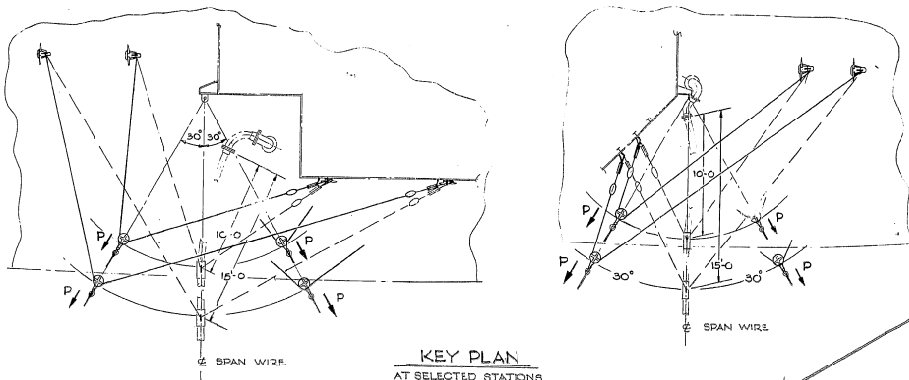 30° 30°
10'-0
15'-0
P
P
P
P
℄ SPAN WIRE
KEY PLAN
AT SELECTED STATIONS
10'-0
15'-0
P
P
P
30° 30°
℄ SPAN WIRE